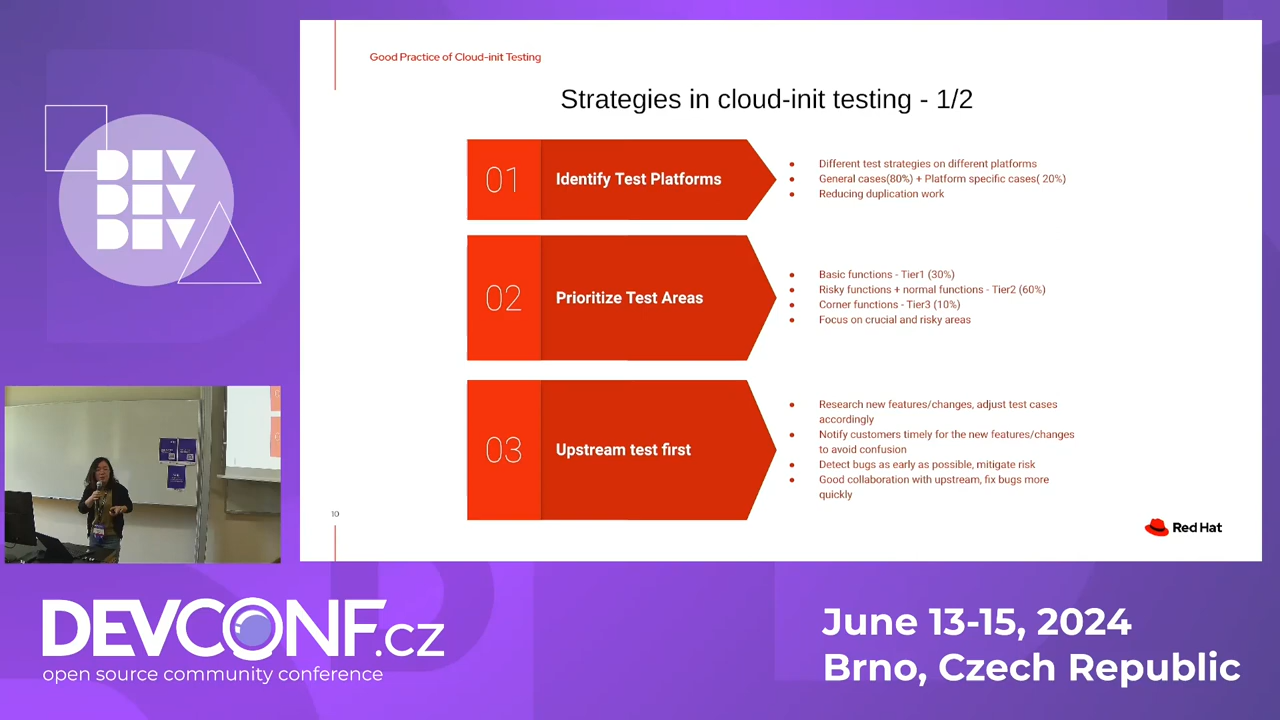 DEV
DEV
DEV
Good Practice of Cloud-init Testing
Strategies in cloud-init testing - 1/2
01
Identify Test Platforms
● Different test strategies on different platforms
● General cases(80%) + Platform specific cases( 20%)
● Reducing duplication work
02
Prioritize Test Areas
● Basic functions - Tier1 (30%)
● Risky functions + normal functions - Tier2 (60%)
● Corner functions - Tier3 (10%)
● Focus on crucial and risky areas
03
Upstream test first
● Research new features/changes, adjust test cases
accordingly
● Notify customers timely for the new features/changes
to avoid confusion
● Detect bugs as early as possible, mitigate risk
● Good collaboration with upstream, fix bugs more
quickly
10
Red Hat
DEVCONF.cz
open source community conference
June 13-15, 2024
Brno, Czech Republic